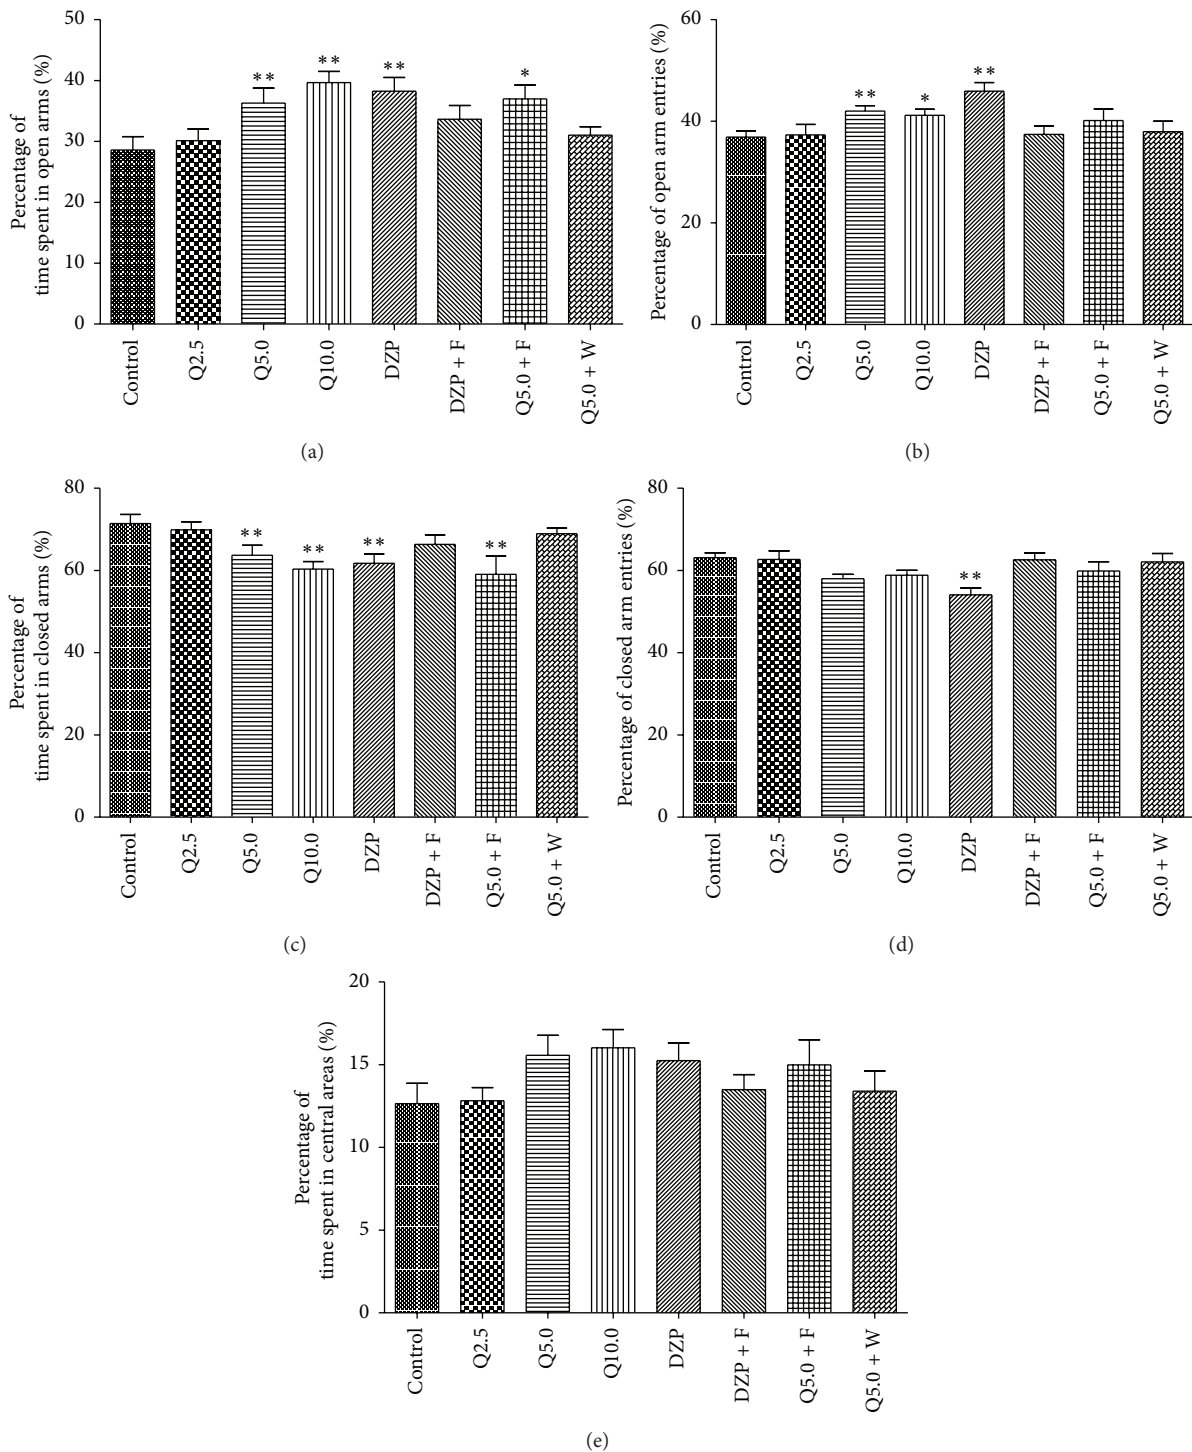 Percentage of
time spent in open arms (%)
50
40
30
20
10
0
**
**
**
*
Control
Q2.5
Q5.0
Q10.0
DZP
DZP + F
Q5.0 + F
Q5.0 + W
(a)
Percentage of open arm entries (%)
60
40
20
0
**
*
**
Control
Q2.5
Q5.0
Q10.0
DZP
DZP + F
Q5.0 + F
Q5.0 + W
(b)
Percentage of
time spent in closed arms (%)
80
60
40
20
0
**
**
**
**
Control
Q2.5
Q5.0
Q10.0
DZP
DZP + F
Q5.0 + F
Q5.0 + W
(c)
Percentage of closed arm entries (%)
80
60
40
20
0
**
Control
Q2.5
Q5.0
Q10.0
DZP
DZP + F
Q5.0 + F
Q5.0 + W
(d)
Percentage of
time spent in central areas (%)
20
15
10
5
0
Control
Q2.5
Q5.0
Q10.0
DZP
DZP + F
Q5.0 + F
Q5.0 + W
(e)